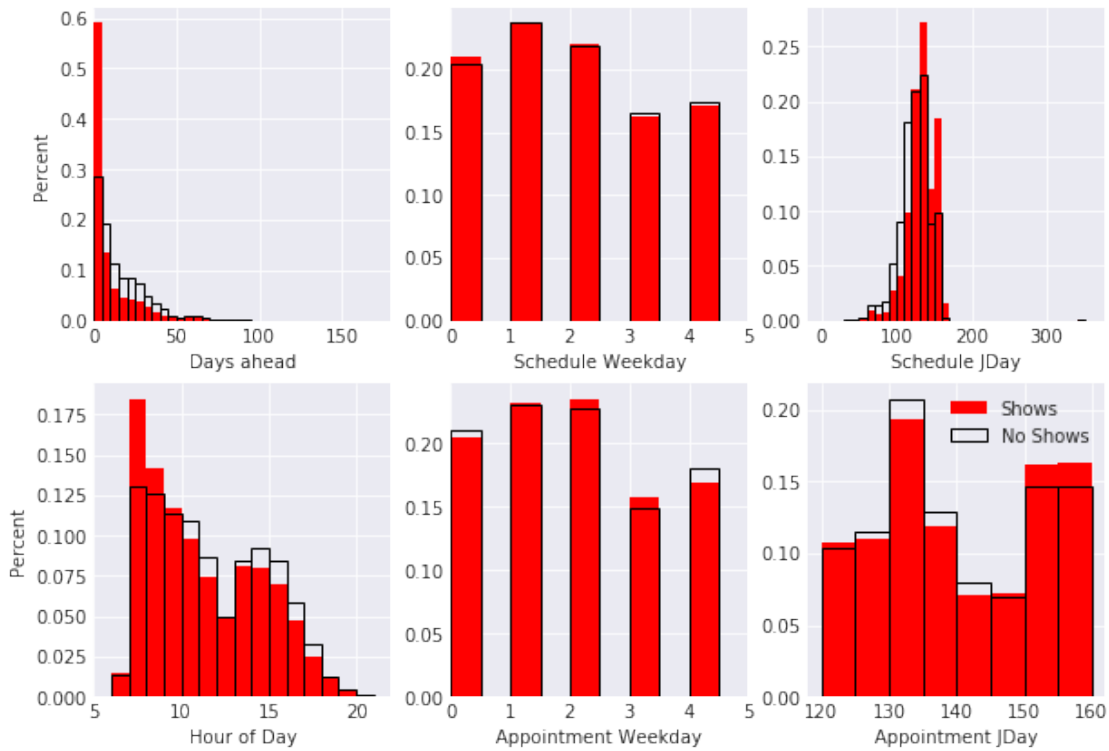 0.6
0.5
0.4
0.3
0.2
0.1
0.0
Percent
0 50 100 150
Days ahead
0.20
0.15
0.10
0.05
0.00
0 1 2 3 4 5
Schedule Weekday
0.25
0.20
0.15
0.10
0.05
0.00
0 100 200 300
Schedule JDay
0.175
0.150
0.125
0.100
0.075
0.050
0.025
0.000
Percent
5 10 15 20
Hour of Day
0.20
0.15
0.10
0.05
0.00
0 1 2 3 4 5
Appointment Weekday
0.20
0.15
0.10
0.05
0.00
Shows
No Shows
120 130 140 150 160
Appointment JDay